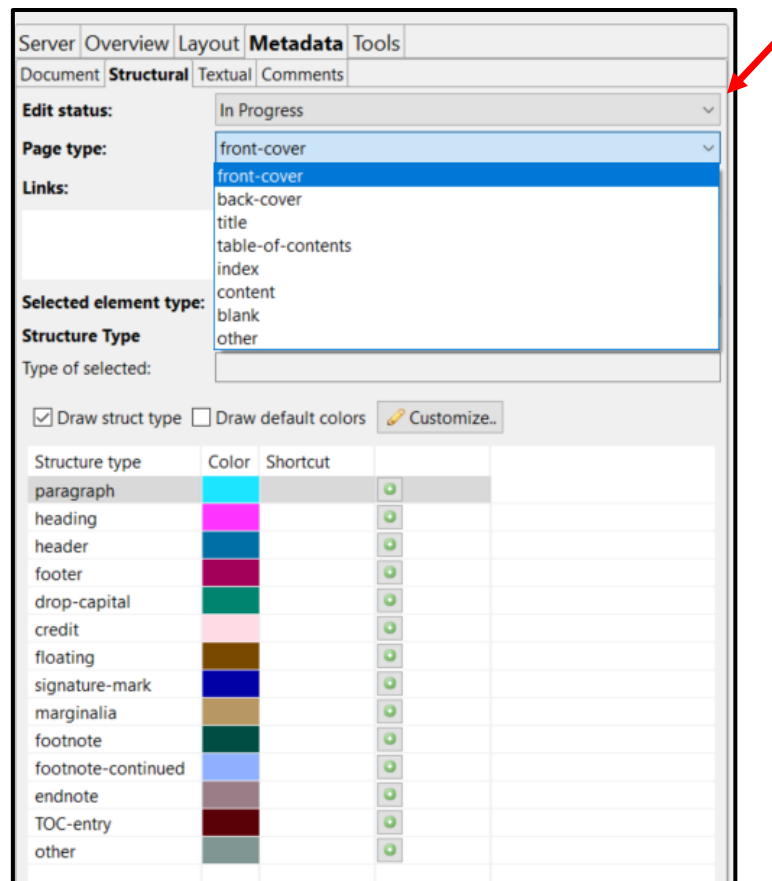 Server Overview Layout Metadata Tools
Document Structural Textual Comments
Edit status: In Progress
Page type: front-cover
front-cover
Links:
back-cover
title
table-of-contents
index
content
Selected element type:
blank
Structure Type
other
Type of selected:
Draw struct type Draw default colors Customize..
Structure type Color Shortcut
paragraph
heading
header
footer
drop-capital
credit
floating
signature-mark
marginalia
footnote
footnote-continued
endnote
TOC-entry
other